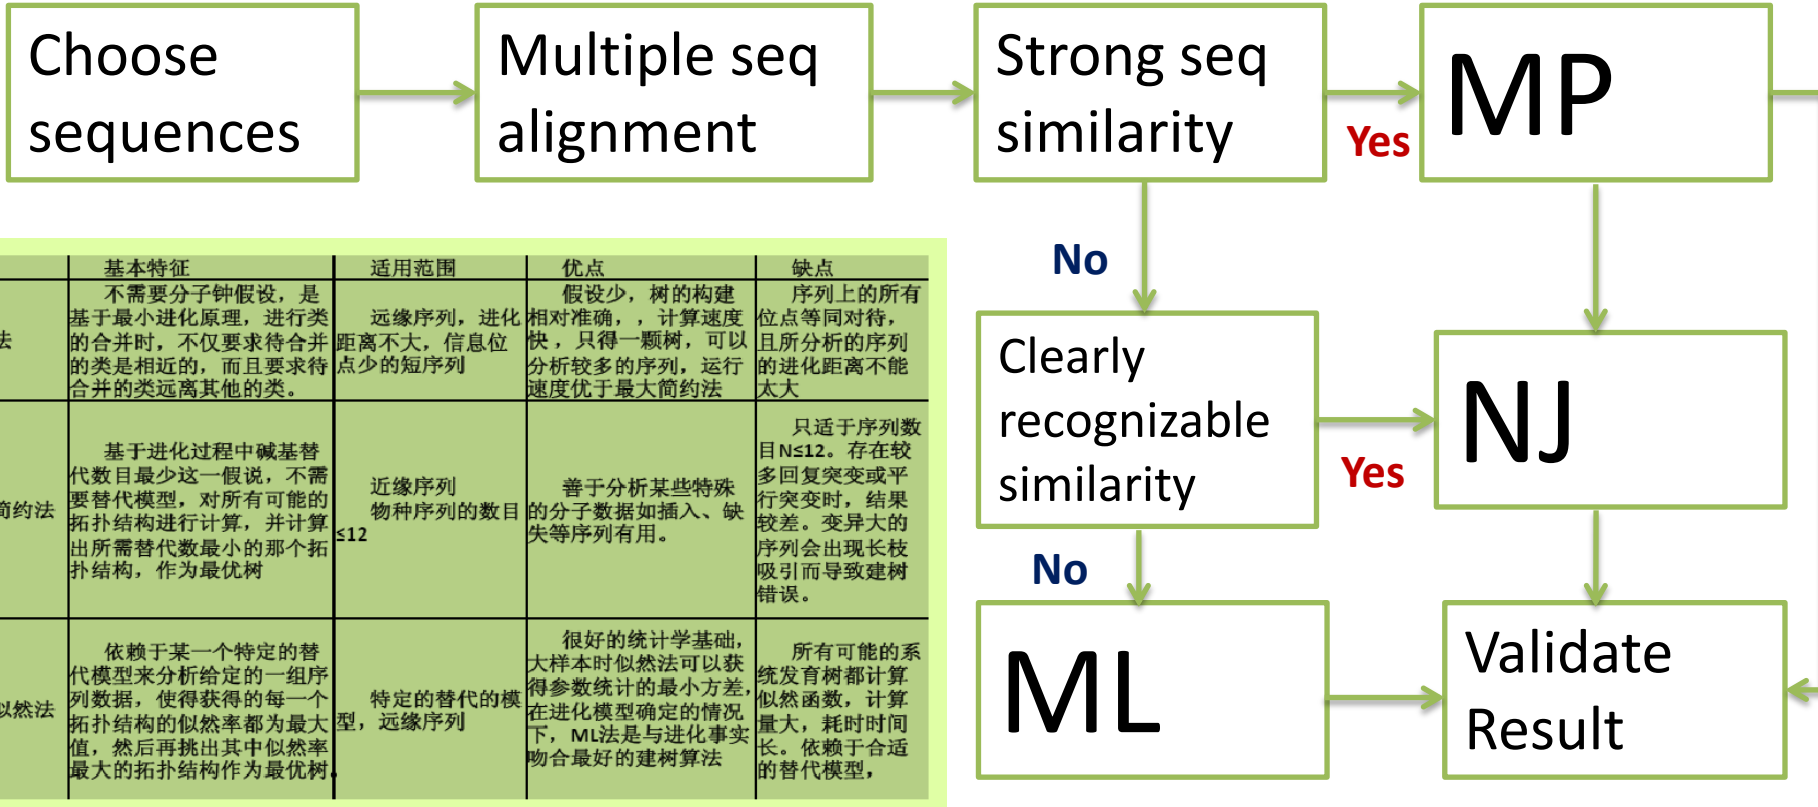 Choose
sequences
Multiple seq
alignment
Strong seq
similarity
Yes
MP
No
Clearly
recognizable
similarity
Yes
NJ
No
ML
Validate
Result
基本特征
适用范围
优点
缺点
法
不需要分子钟假设，是
基于最小进化原理，进行类
的合并时，不仅要求待合并
的类是相近的，而且要求待
合并的类远离其他的类。
远缘序列，进化
距离不大，信息位
点少的短序列
假设少，树的构建
相对准确，，计算速度
快，只得一颗树，可以
分析较多的序列，运行
速度优于最大简约法
序列上的所有
位点等同对待，
且所分析的序列
的进化距离不能
太大
简约法
基于进化过程中碱基替
代数目最少这一假说，不需
要替代模型，对所有可能的
拓扑结构进行计算，并计算
出所需替代数最小的那个拓
扑结构，作为最优树
近缘序列
物种序列的数目
≤12
善于分析某些特殊
的分子数据如插入、缺
失等序列有用。
只适于序列数
目N≤12。存在较
多回复突变或平
行突变时，结果
较差。变异大的
序列会出现长枝
吸引而导致建树
错误。
似然法
依赖于某一个特定的替
代模型来分析给定的一组序
列数据，使得获得的每一个
拓扑结构的似然率都为最大
值，然后再挑出其中似然率
最大的拓扑结构作为最优树。
特定的替代的模
型，远缘序列
很好的统计学基础，
大样本时似然法可以获
得参数统计的最小方差，
在进化模型确定的情况
下，ML法是与进化事实
吻合最好的建树算法
所有可能的系
统发育树都计算
似然函数，计算
量大，耗时时间
长。依赖于合适
的替代模型，